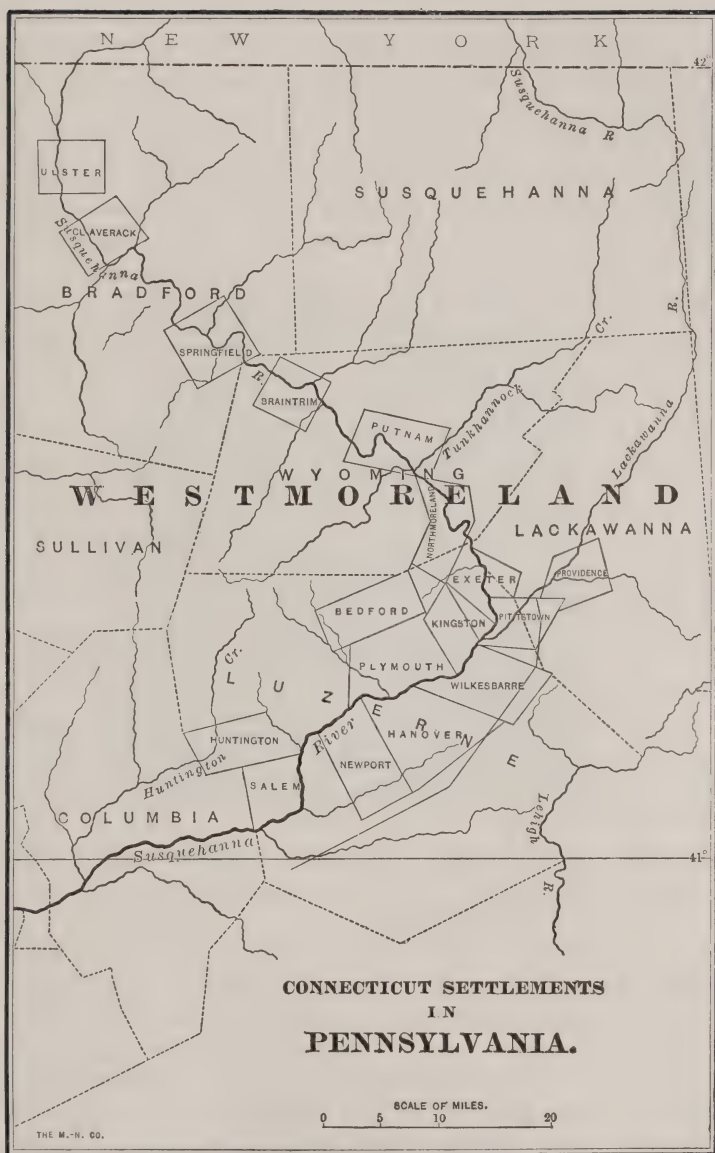 NEW YORK
42°
Susquehanna R
ULSTER
SUSQUEHANNA
CLAVERACK
Susquehanna
BRADFORD
R.
Cr.
SPRINGFIELD
R.
BRAINTRIM
Tunkhannock
PUTNAM
Lackawanna
WYOMING
WESTMORELAND
NORTHMORELAND
LACKAWANNA
SULLIVAN
EXETER
PROVIDENCE
BEDFORD
KINGSTON
PITTSTOWN
Cr.
PLYMOUTH
LUZERNE
WILKESBARRE
River
HUNTINGTON
HANOVER
Huntington
NEWPORT
SALEM
COLUMBIA
Lehigh
Susquehanna
41°
R.
CONNECTICUT SETTLEMENTS
IN
PENNSYLVANIA.
SCALE OF MILES.
0 5 10 20
THE M.-N. CO.